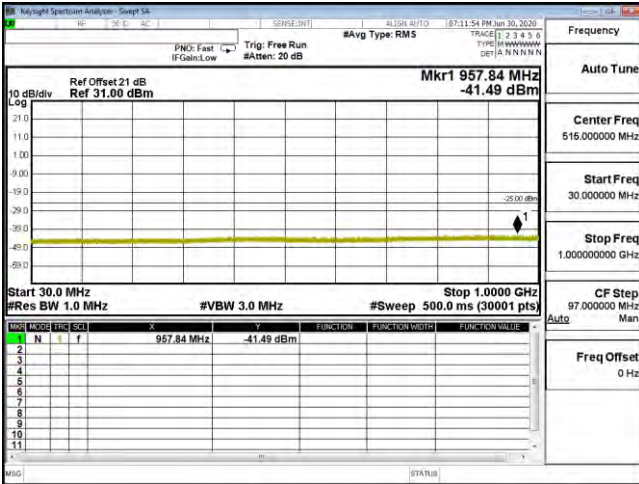 Keysight Spectrum Analyzer - Swept SA
RF 50 Ω AC SENSE:INT ALIGN AUTO 07:11:54 PM Jun 30, 2020
#Avg Type: RMS TRACE 1 2 3 4 5 6
PNO: Fast Trig: Free Run TYPE M WWWWW
IFGain:Low #Atten: 20 dB DET A N N N N N
Mkr1 957.84 MHz
-41.49 dBm
Ref Offset 21 dB
10 dB/div Ref 31.00 dBm
Log
21.0
11.0
1.00
-9.00
-19.0
-25.00 dBm
-29.0
1
-39.0
-49.0
-59.0
Start 30.0 MHz Stop 1.0000 GHz
#Res BW 1.0 MHz #VBW 3.0 MHz #Sweep 500.0 ms (30001 pts)
MKR MODE TRC SCL X Y FUNCTION FUNCTION WIDTH FUNCTION VALUE
1 N 1 f 957.84 MHz -41.49 dBm
2
3
4
5
6
7
8
9
10
11
MSG STATUS
Frequency
Auto Tune
Center Freq
515.000000 MHz
Start Freq
30.000000 MHz
Stop Freq
1.000000000 GHz
CF Step
97.000000 MHz
Auto Man
Freq Offset
0 Hz